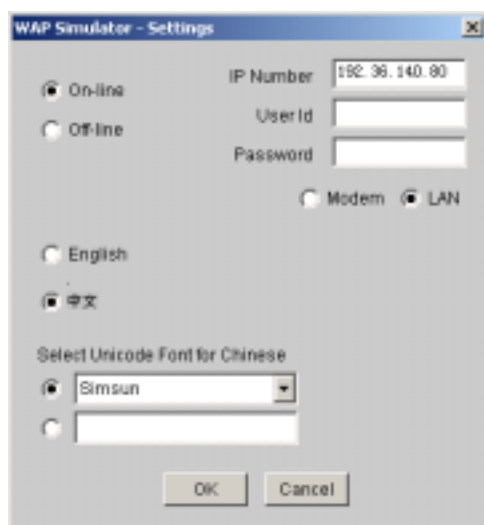 WAP Simulator - Settings
On-line
Off-line
IP Number 192.36.140.80
User Id
Password
Modem
LAN
English
中文
Select Unicode Font for Chinese
Simsun
OK
Cancel